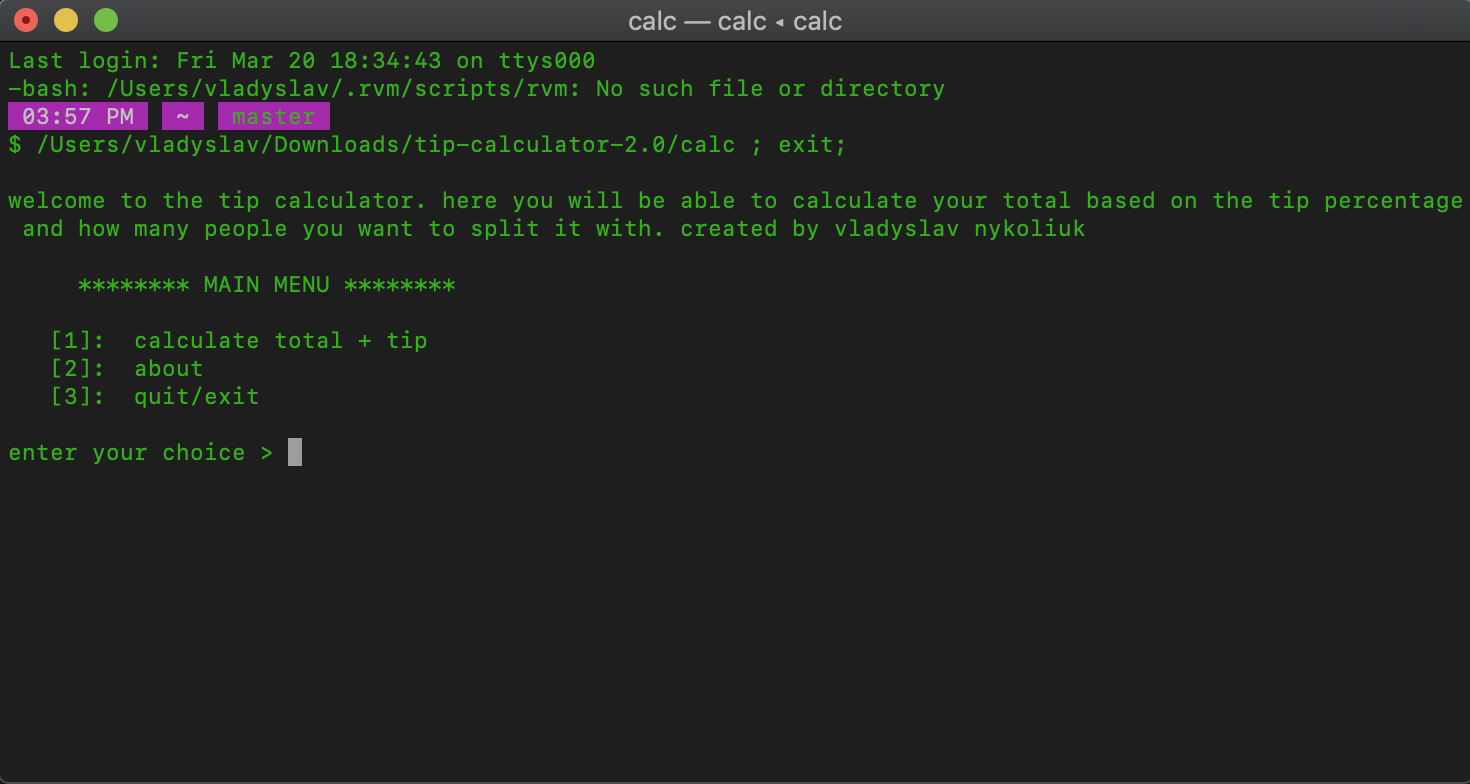 calc — calc ◂ calc
Last login: Fri Mar 20 18:34:43 on ttys000
-bash: /Users/vladyslav/.rvm/scripts/rvm: No such file or directory
03:57 PM ~ master
$ /Users/vladyslav/Downloads/tip-calculator-2.0/calc ; exit;
welcome to the tip calculator. here you will be able to calculate your total based on the tip percentage
and how many people you want to split it with. created by vladyslav nykoliuk
******** MAIN MENU ********
[1]: calculate total + tip
[2]: about
[3]: quit/exit
enter your choice >